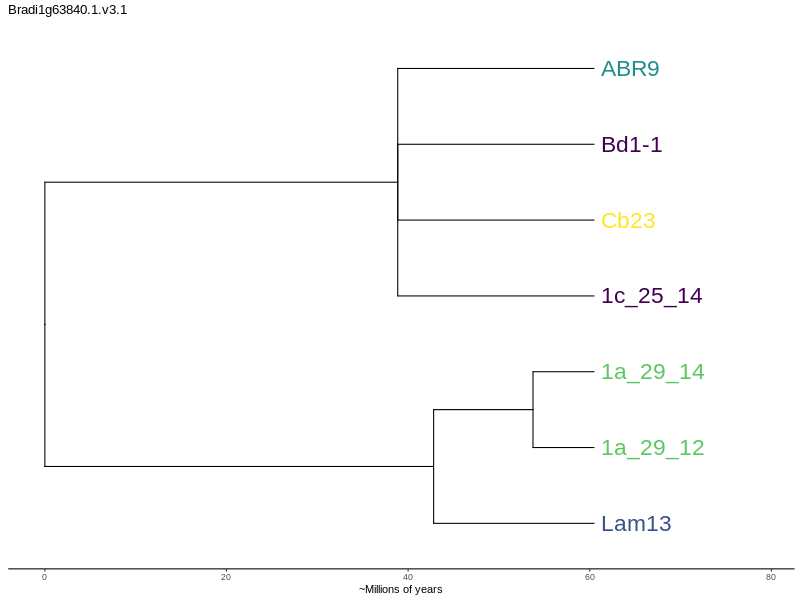 Bradi1g63840.1.v3.1
ABR9
Bd1-1
Cb23
1c_25_14
1a_29_14
1a_29_12
Lam13
0 20 40 60 80
~Millions of years